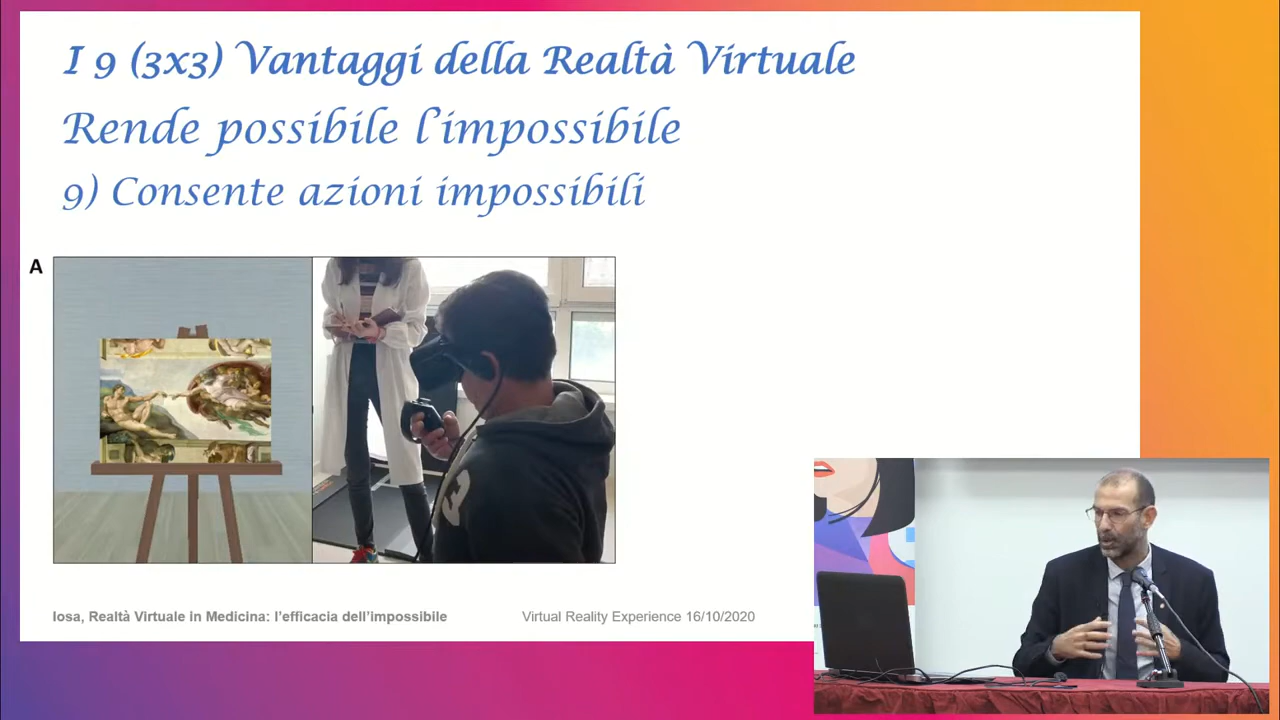 I 9 (3x3) Vantaggi della Realtà Virtuale
Rende possibile l'impossibile
9) Consente azioni impossibili
A
3
Iosa, Realtà Virtuale in Medicina: l'efficacia dell'impossibile
Virtual Reality Experience 16/10/2020